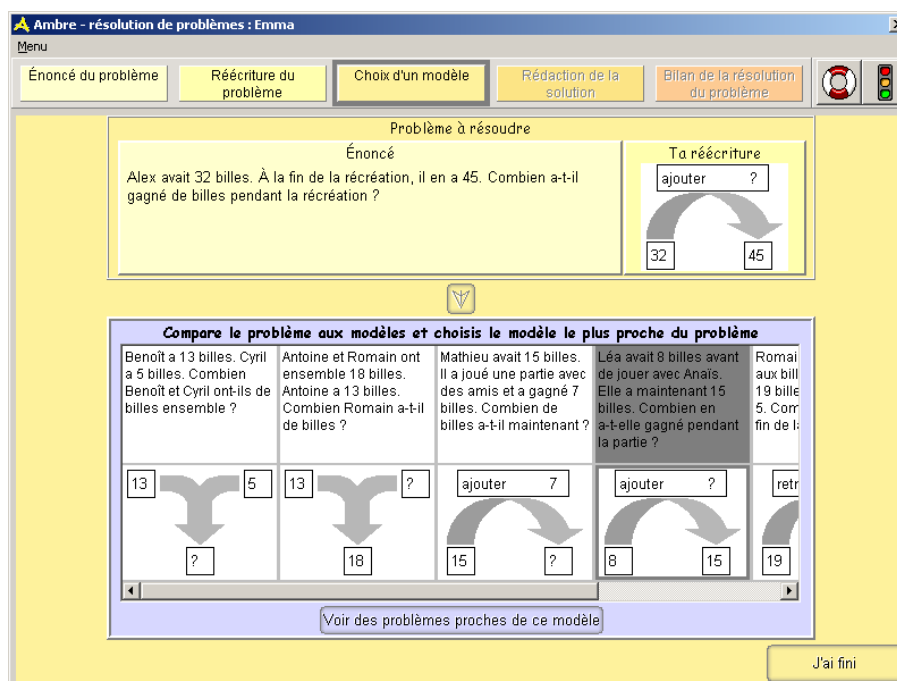 Ambre - résolution de problèmes : Emma
Menu
Énoncé du problème
Réécriture du
problème
Choix d'un modèle
Rédaction de la
solution
Bilan de la résolution
du problème
Problème à résoudre
Énoncé
Alex avait 32 billes. À la fin de la récréation, il en a 45. Combien a-t-il
gagné de billes pendant la récréation ?
Ta réécriture
ajouter ?
32 45
Compare le problème aux modèles et choisis le modèle le plus proche du problème
Benoît a 13 billes. Cyril
a 5 billes. Combien
Benoît et Cyril ont-ils de
billes ensemble ?
Antoine et Romain ont
ensemble 18 billes.
Antoine a 13 billes.
Combien Romain a-t-il
de billes ?
Mathieu avait 15 billes.
Il a joué une partie avec
des amis et a gagné 7
billes. Combien de
billes a-t-il maintenant ?
Léa avait 8 billes avant
de jouer avec Anaïs.
Elle a maintenant 15
billes. Combien en
a-t-elle gagné pendant
la partie ?
Romai
aux bill
19 bille
5. Com
fin de l
13 5
?
13 ?
18
ajouter 7
15 ?
ajouter ?
8 15
retr
19
Voir des problèmes proches de ce modèle
J'ai fini